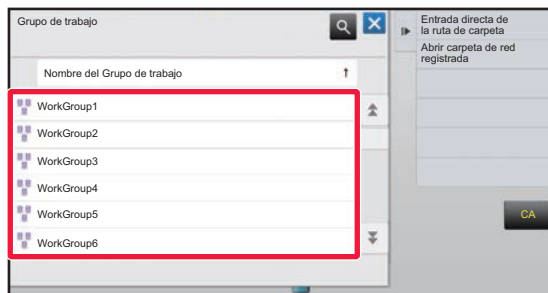 Grupo de trabajo
Nombre del Grupo de trabajo ↑
WorkGroup1
WorkGroup2
WorkGroup3
WorkGroup4
WorkGroup5
WorkGroup6
Entrada directa de
la ruta de carpeta
Abrir carpeta de red
registrada
CA